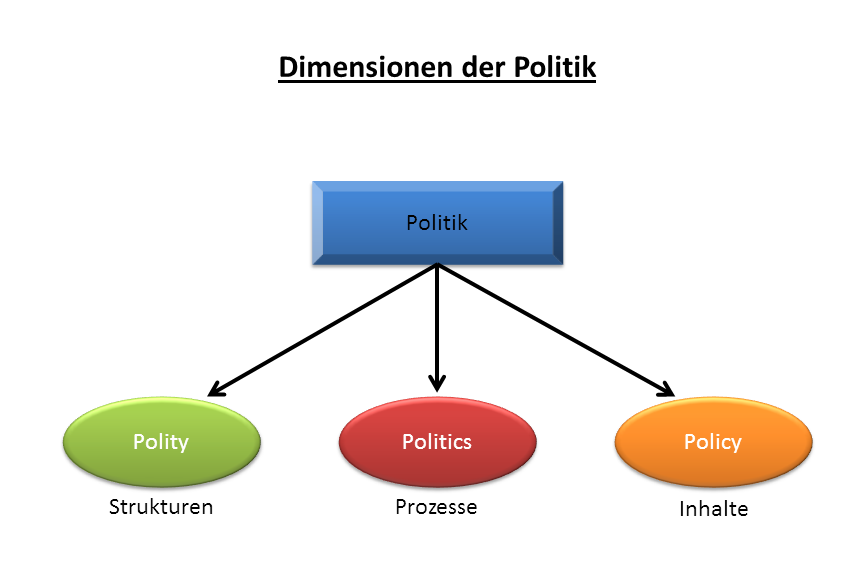 Dimensionen der Politik
Politik
Polity
Politics
Policy
Strukturen
Prozesse
Inhalte